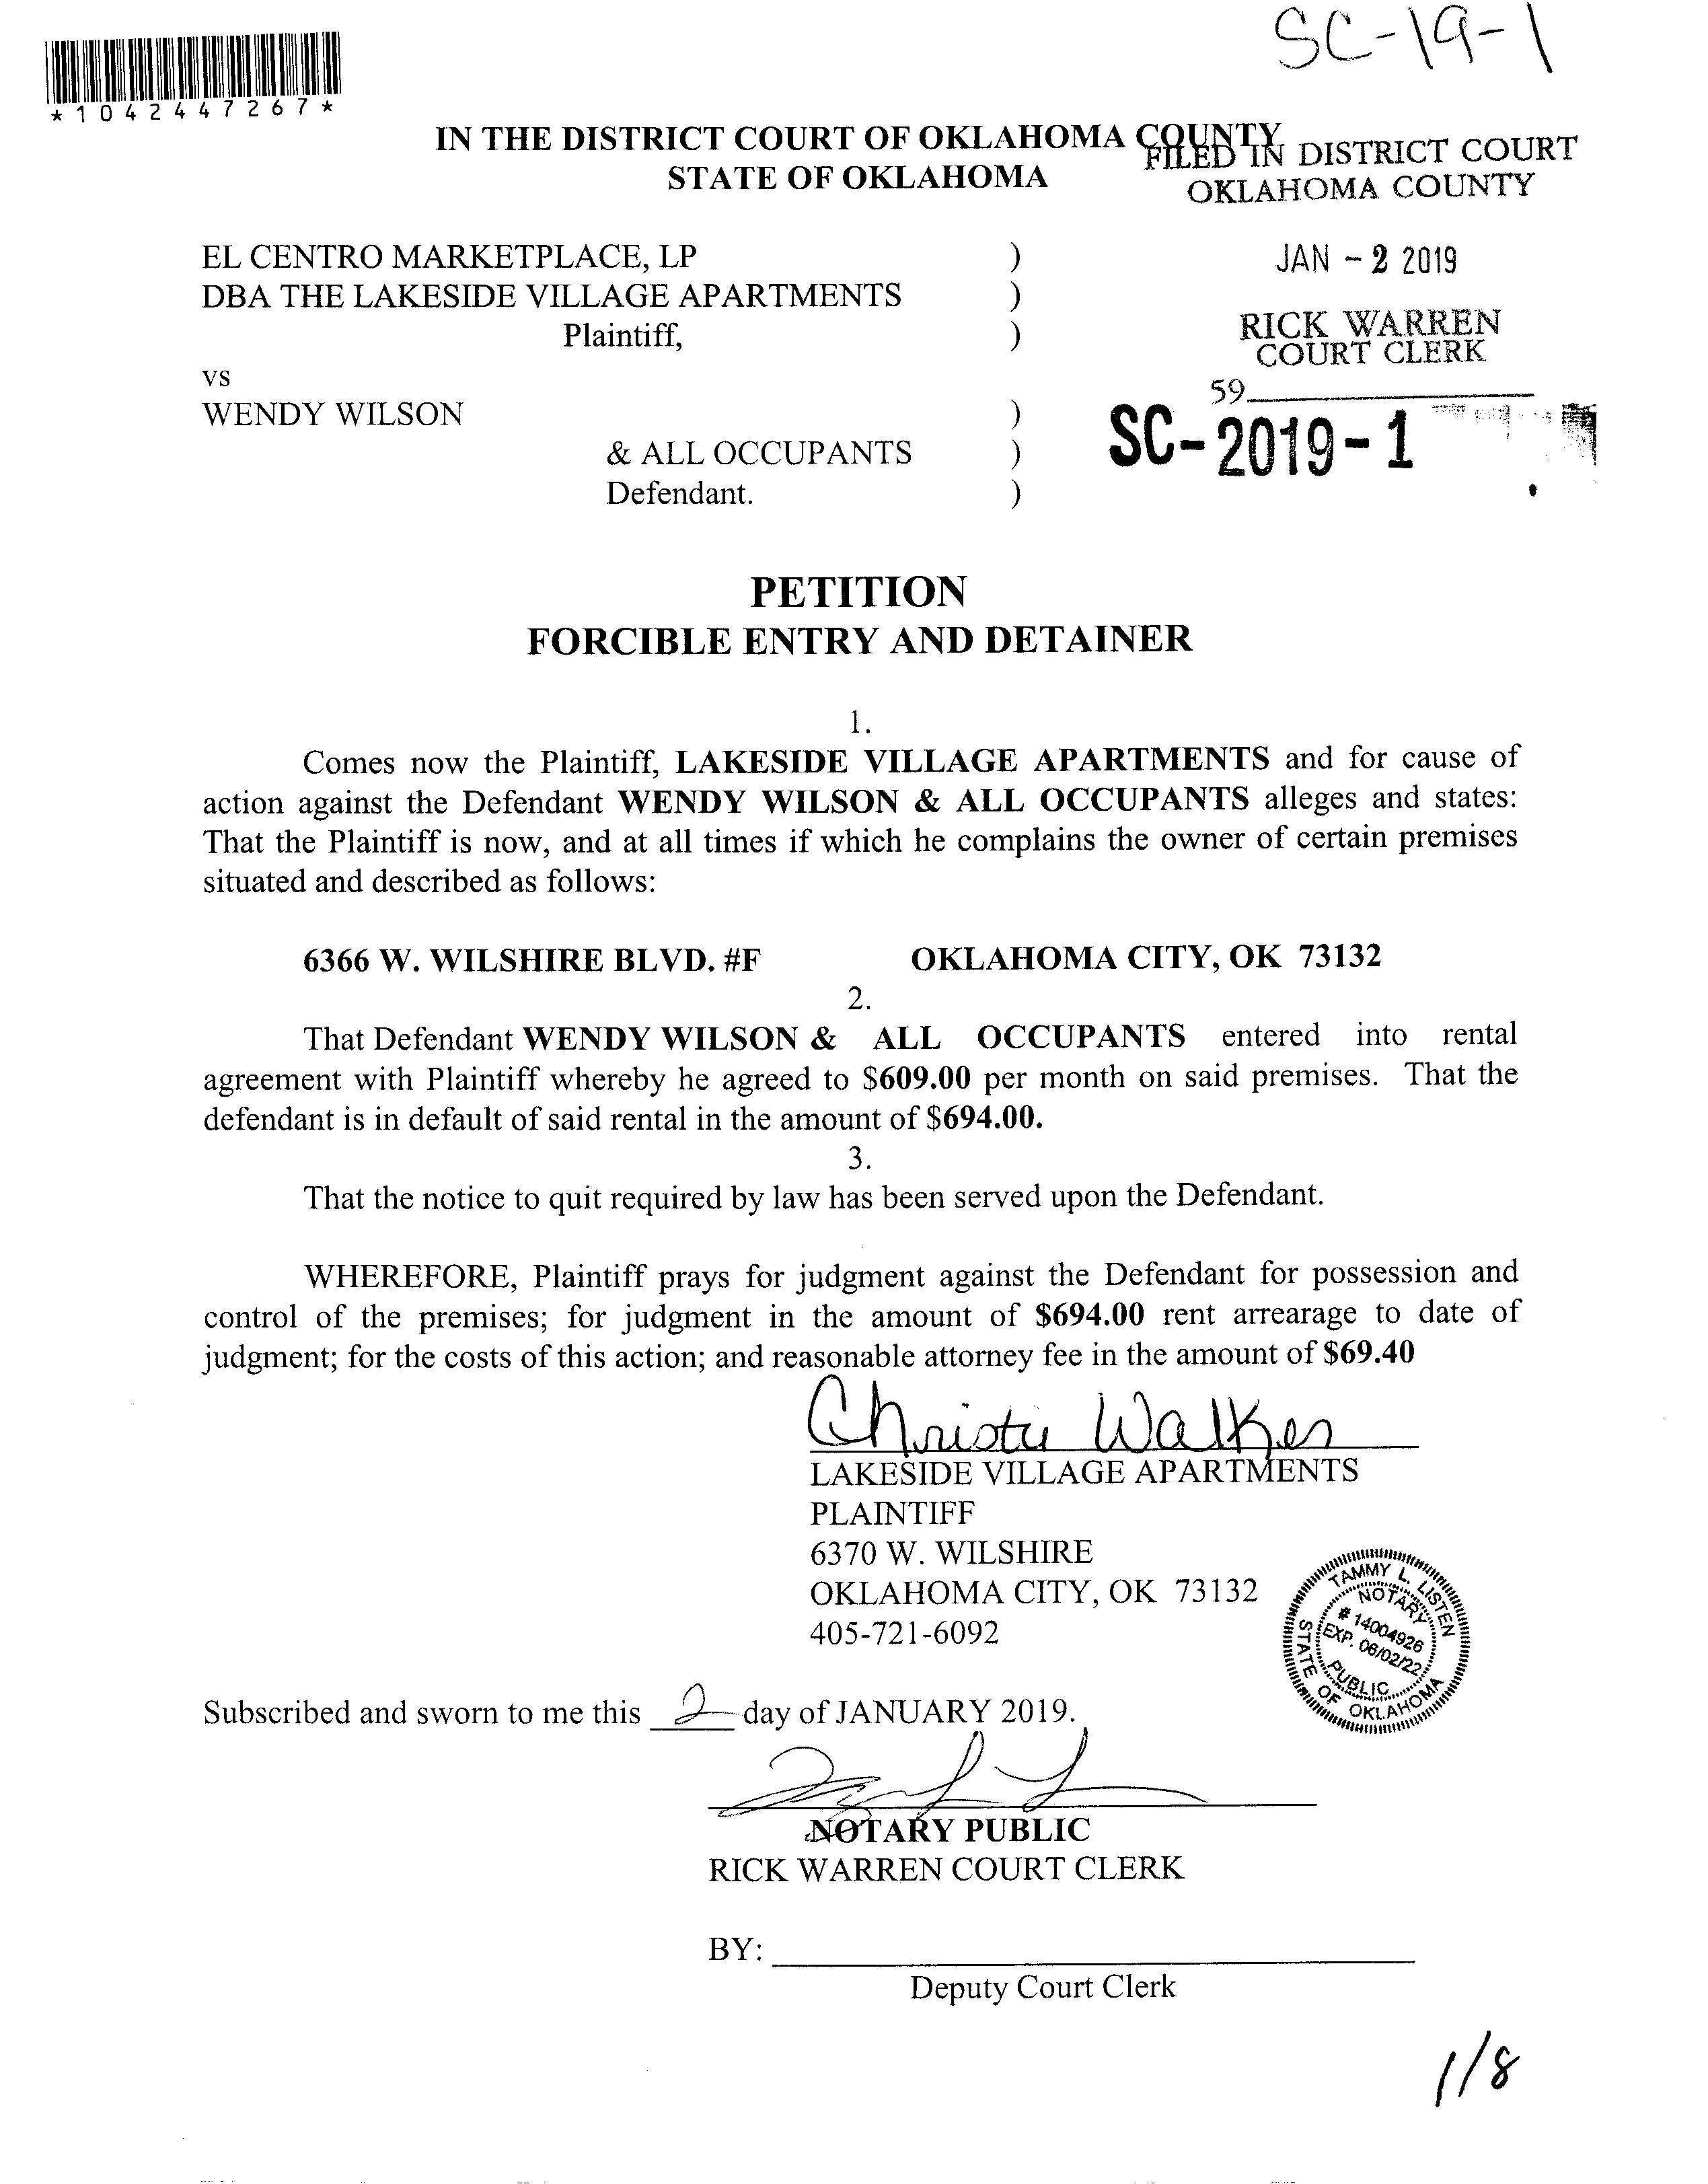 SC-19-1
*1042447267*
IN THE DISTRICT COURT OF OKLAHOMA COUNTY
STATE OF OKLAHOMA
FILED IN DISTRICT COURT
OKLAHOMA COUNTY
JAN - 2 2019
RICK WARREN
COURT CLERK
59
SC-2019-1
EL CENTRO MARKETPLACE, LP )
DBA THE LAKESIDE VILLAGE APARTMENTS )
Plaintiff, )
vs
WENDY WILSON )
& ALL OCCUPANTS )
Defendant. )
PETITION
FORCIBLE ENTRY AND DETAINER
1.
Comes now the Plaintiff, LAKESIDE VILLAGE APARTMENTS and for cause of
action against the Defendant WENDY WILSON & ALL OCCUPANTS alleges and states:
That the Plaintiff is now, and at all times if which he complains the owner of certain premises
situated and described as follows:
6366 W. WILSHIRE BLVD. #F OKLAHOMA CITY, OK 73132
2.
That Defendant WENDY WILSON & ALL OCCUPANTS entered into rental
agreement with Plaintiff whereby he agreed to $609.00 per month on said premises. That the
defendant is in default of said rental in the amount of $694.00.
3.
That the notice to quit required by law has been served upon the Defendant.
WHEREFORE, Plaintiff prays for judgment against the Defendant for possession and
control of the premises; for judgment in the amount of $694.00 rent arrearage to date of
judgment; for the costs of this action; and reasonable attorney fee in the amount of $69.40
Christy Walker
LAKESIDE VILLAGE APARTMENTS
PLAINTIFF
6370 W. WILSHIRE
OKLAHOMA CITY, OK 73132
405-721-6092
TAMMY L. LISTEN
NOTARY
# 14004926
EXP. 06/02/22
PUBLIC
STATE OF OKLAHOMA
Subscribed and sworn to me this 2 day of JANUARY 2019.
NOTARY PUBLIC
RICK WARREN COURT CLERK
BY:
Deputy Court Clerk
1/8